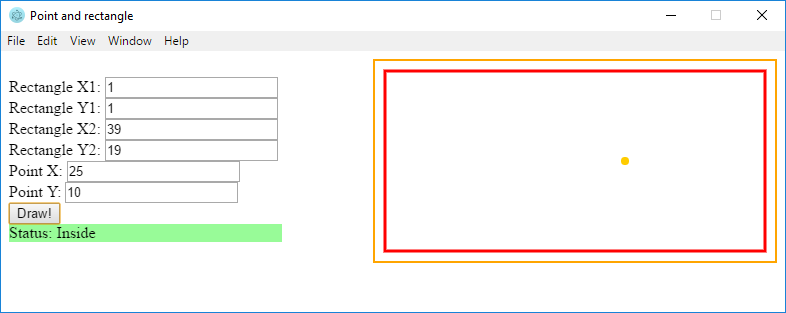 Point and rectangle
File Edit View Window Help
Rectangle X1: 1
Rectangle Y1: 1
Rectangle X2: 39
Rectangle Y2: 19
Point X: 25
Point Y: 10
Draw!
Status: Inside